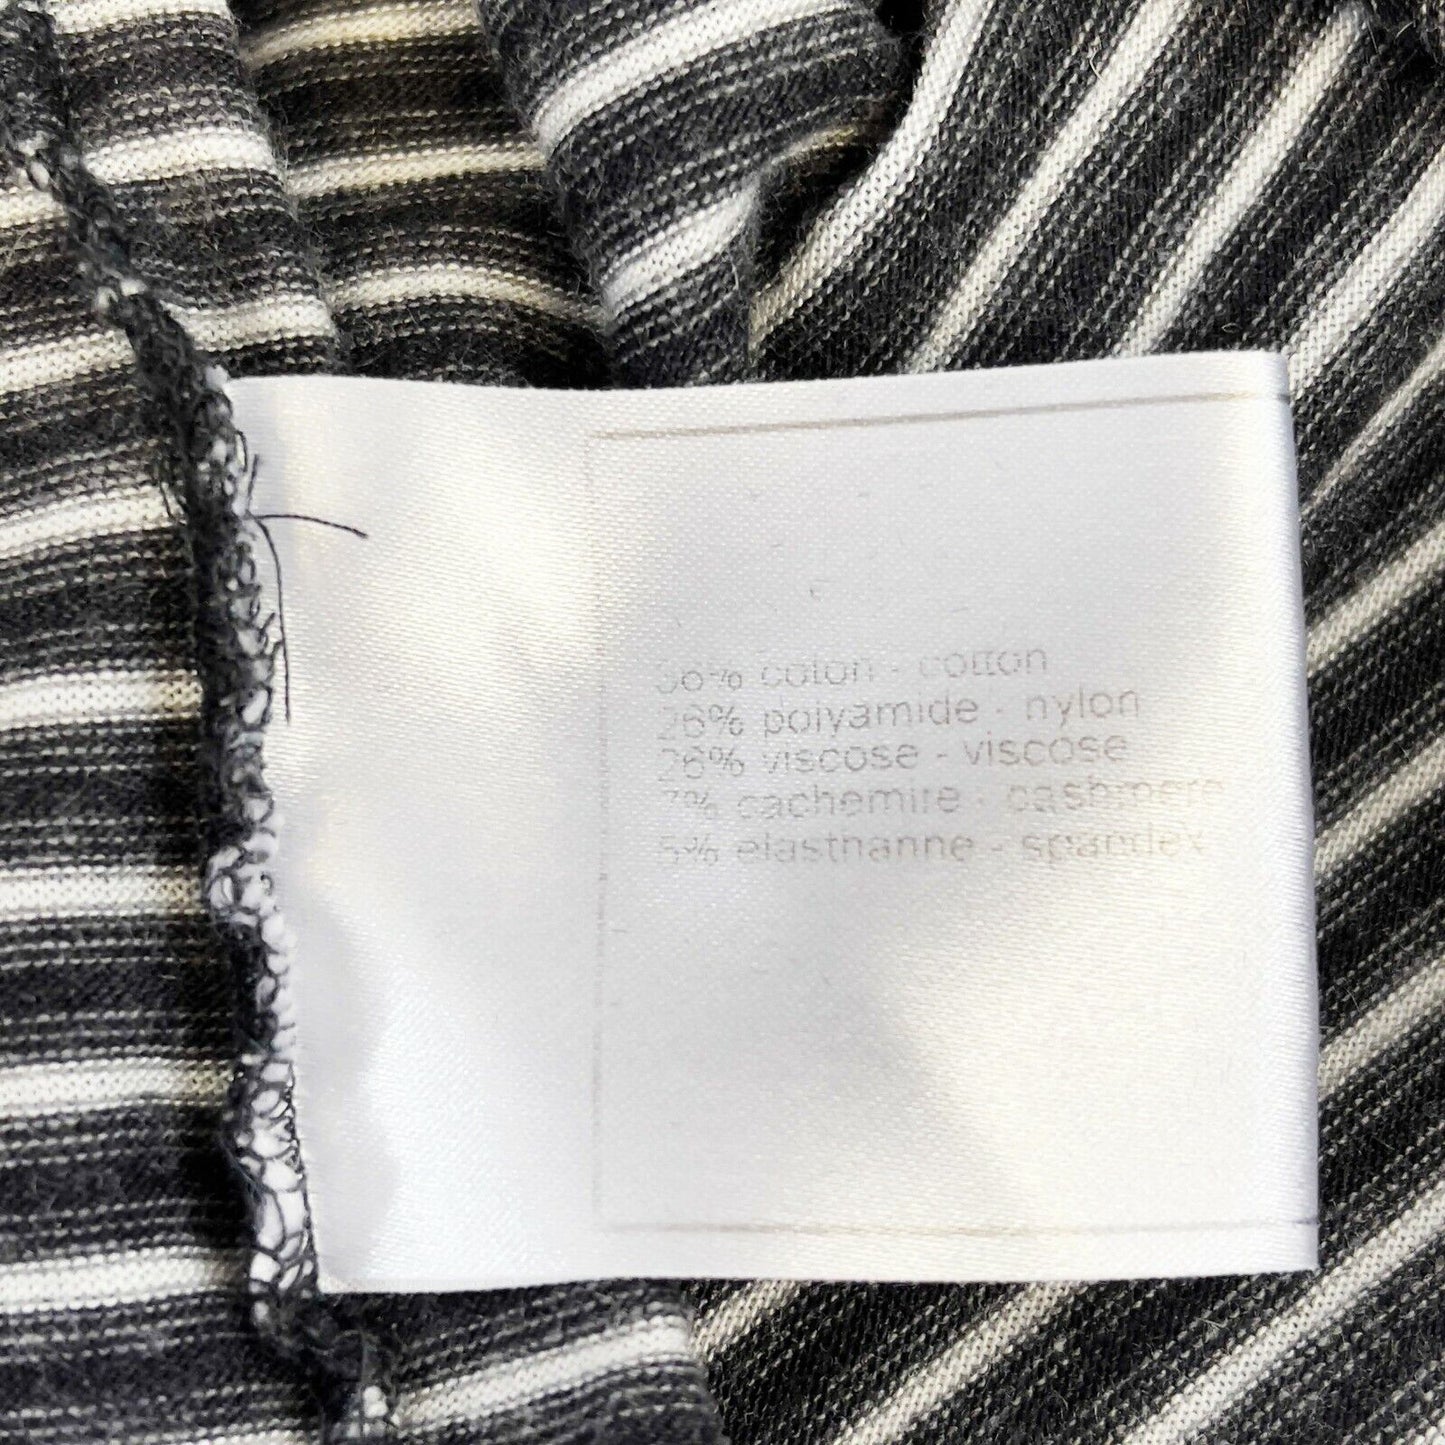 36% coton - cotton
26% polyamide - nylon
26% viscose - viscose
7% cachemire - cashmere
5% elasthanne - spandex